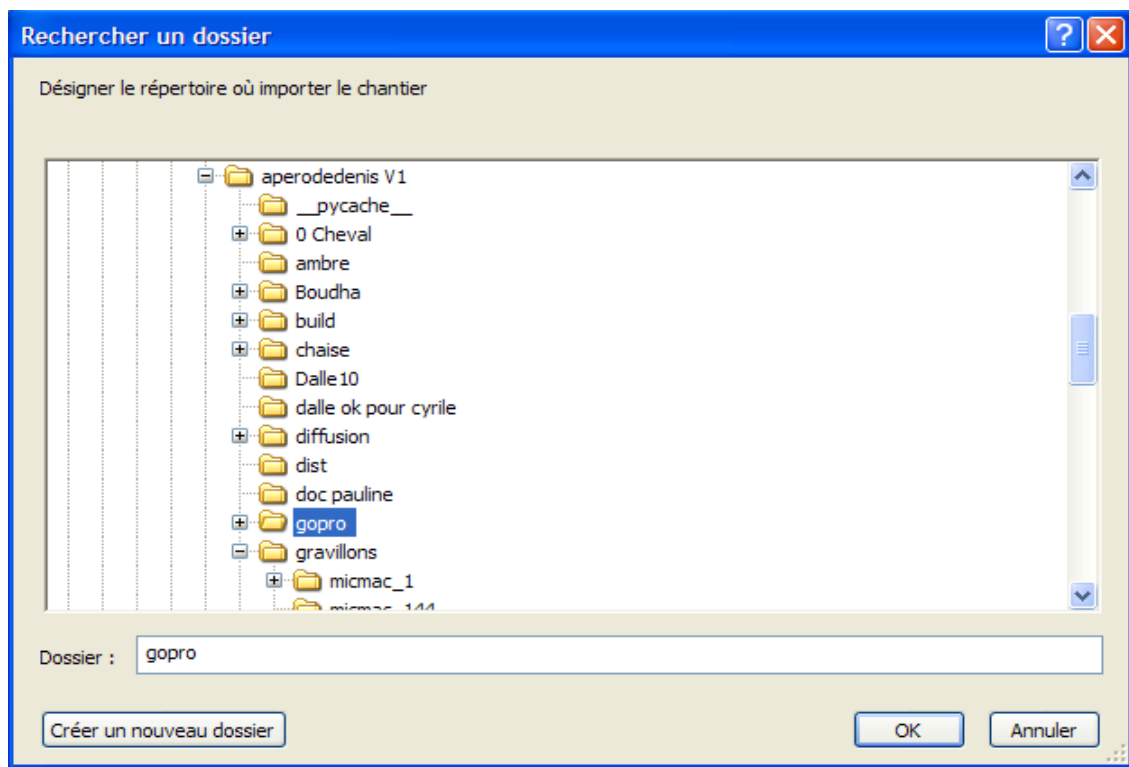 Rechercher un dossier
Désigner le répertoire où importer le chantier
aperodedenis V1
__pycache__
0 Cheval
ambre
Boudha
build
chaise
Dalle10
dalle ok pour cyrile
diffusion
dist
doc pauline
gopro
gravillons
micmac_1
micmac_144
Dossier : gopro
Créer un nouveau dossier OK Annuler